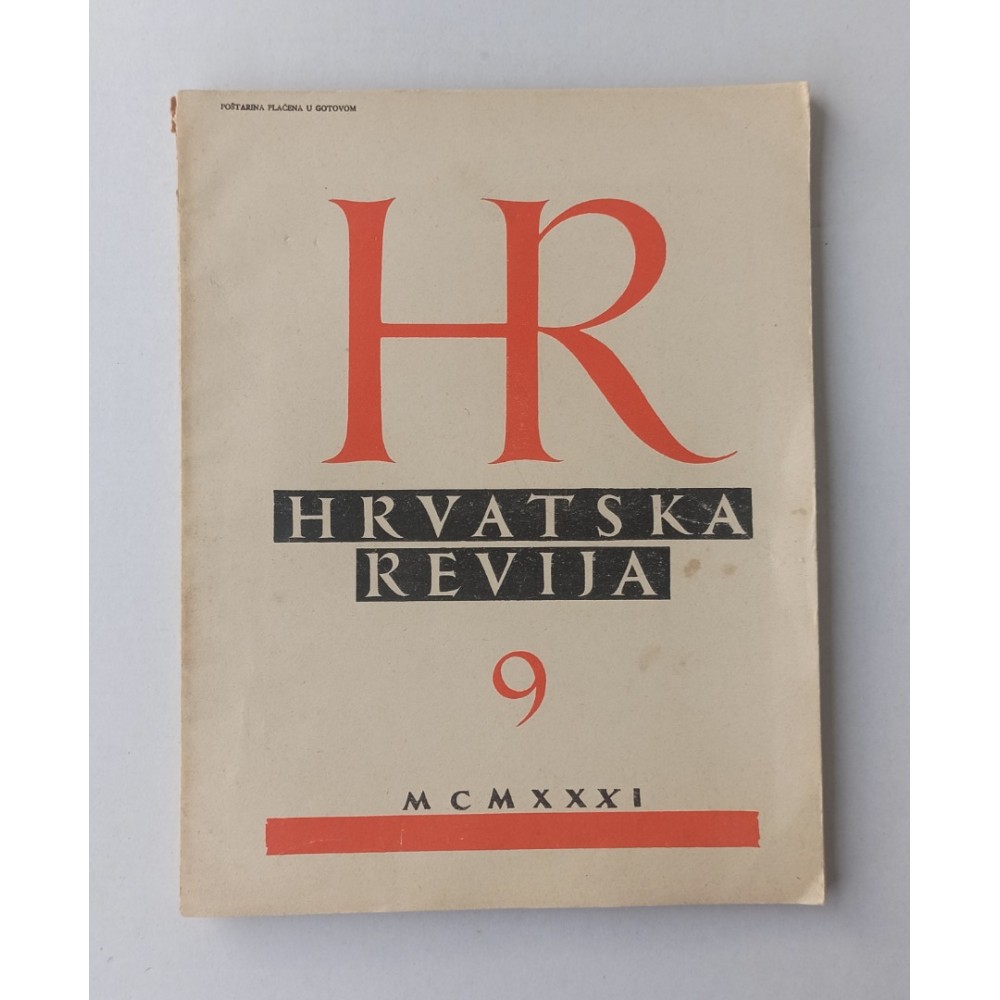 POŠTARINA PLAĆENA U GOTOVOM
HR
HRVATSKA
REVIJA
9
MCMXXXI